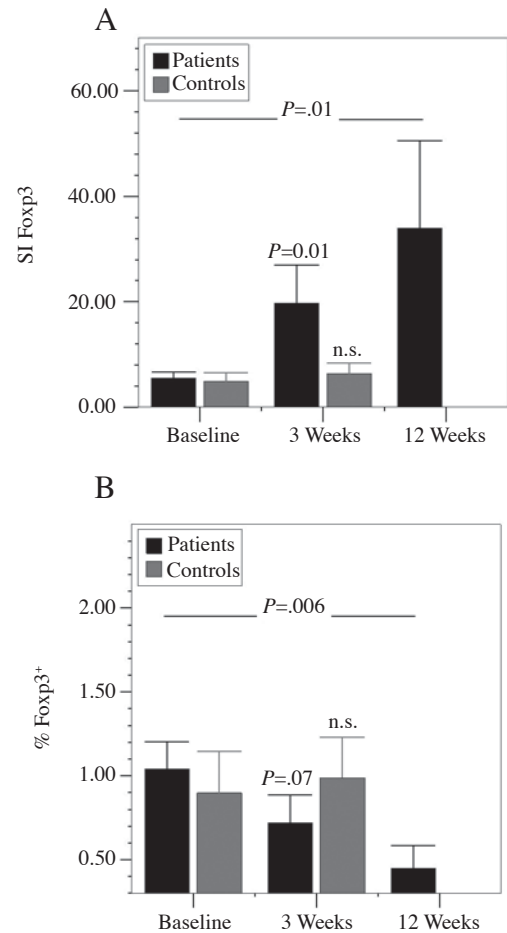 A
Patients
Controls
60.00
P=.01
40.00
SI Foxp3
P=0.01
20.00
n.s.
0.00
Baseline
3 Weeks
12 Weeks
B
Patients
Controls
2.00
P=.006
1.50
% Foxp3⁺
n.s.
1.00
P=.07
0.50
Baseline
3 Weeks
12 Weeks